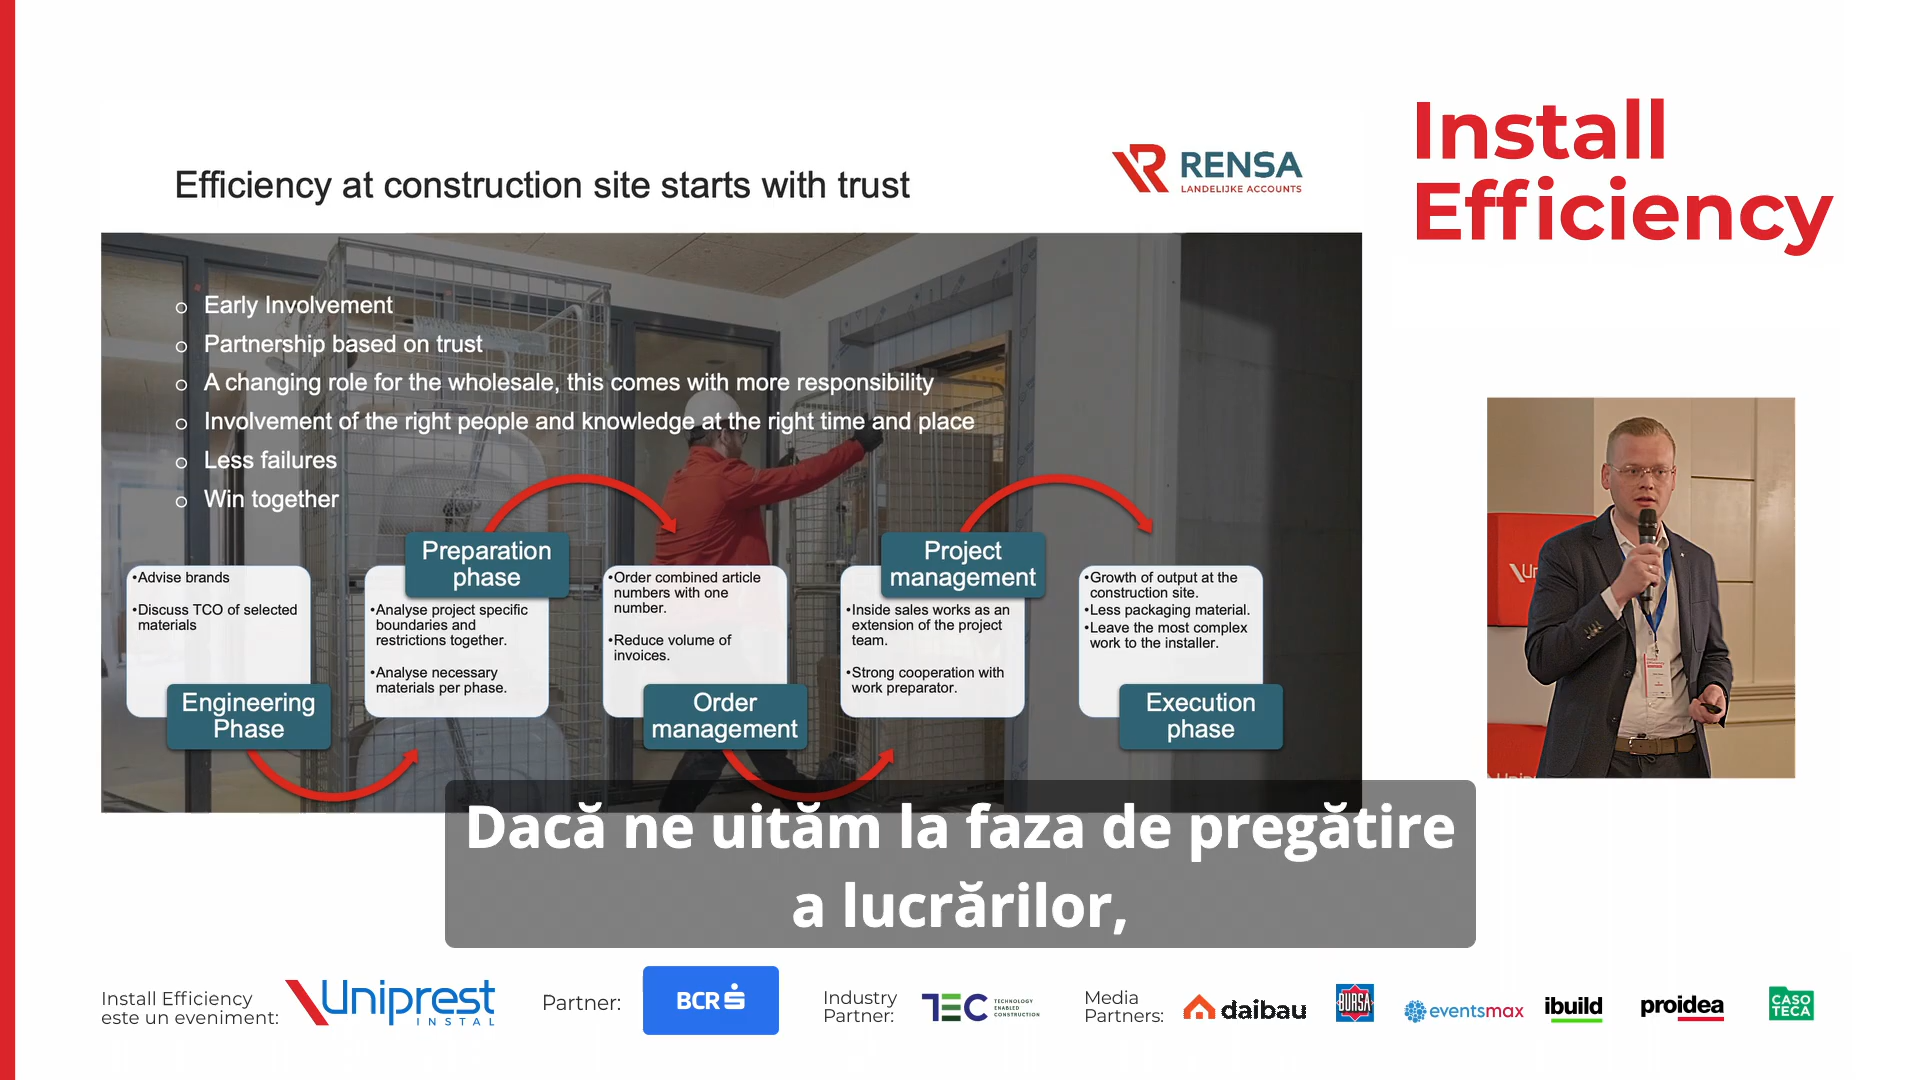 Install
Efficiency
Efficiency at construction site starts with trust
RENSA
LANDELIJKE ACCOUNTS
Early Involvement
Partnership based on trust
A changing role for the wholesale, this comes with more responsibility
Involvement of the right people and knowledge at the right time and place
Less failures
Win together
Engineering
Phase
•Advise brands
•Discuss TCO of selected
materials
Preparation
phase
•Analyse project specific
boundaries and
restrictions together.
•Analyse necessary
materials per phase.
Order
management
•Order combined article
numbers with one
number.
•Reduce volume of
invoices.
Project
management
•Inside sales works as an
extension of the project
team.
•Strong cooperation with
work preparator.
Execution
phase
•Growth of output at the
construction site.
•Less packaging material.
•Leave the most complex
work to the installer.
Dacă ne uităm la faza de pregătire
a lucrărilor,
Install Efficiency
este un eveniment:
Uniprest
INSTAL
Partner:
BCR
Industry
Partner:
TEC
TECHNOLOGY
ENABLED
CONSTRUCTION
Media
Partners:
daibau
BURSA
eventsmax
ibuild
proidea
CASO
TECA